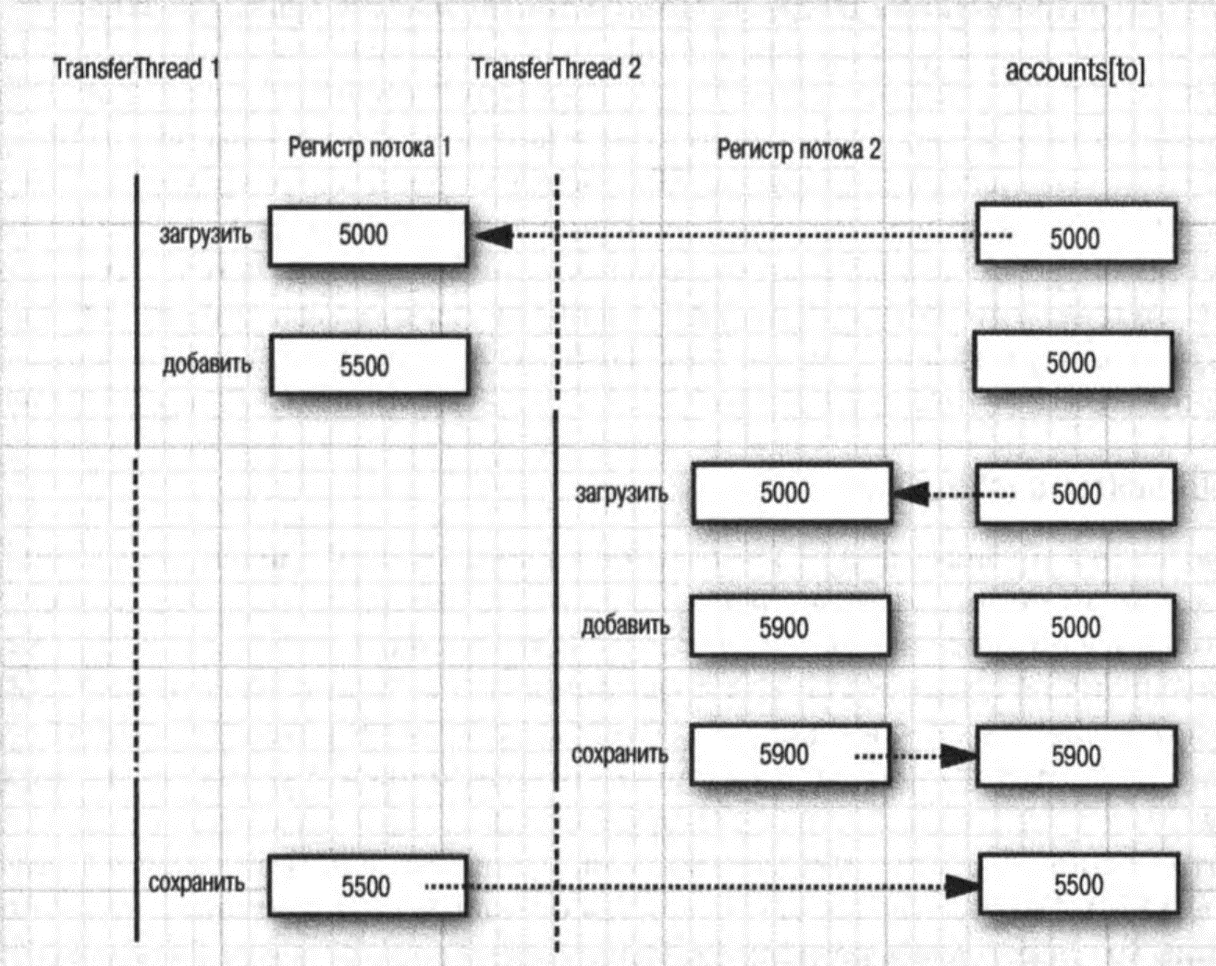 TransferThread 1 TransferThread 2 accounts[to]
Регистр потока 1 Регистр потока 2
загрузить 5000 5000
добавить 5500 5000
загрузить 5000 5000
добавить 5900 5000
сохранить 5900 5900
сохранить 5500 5500